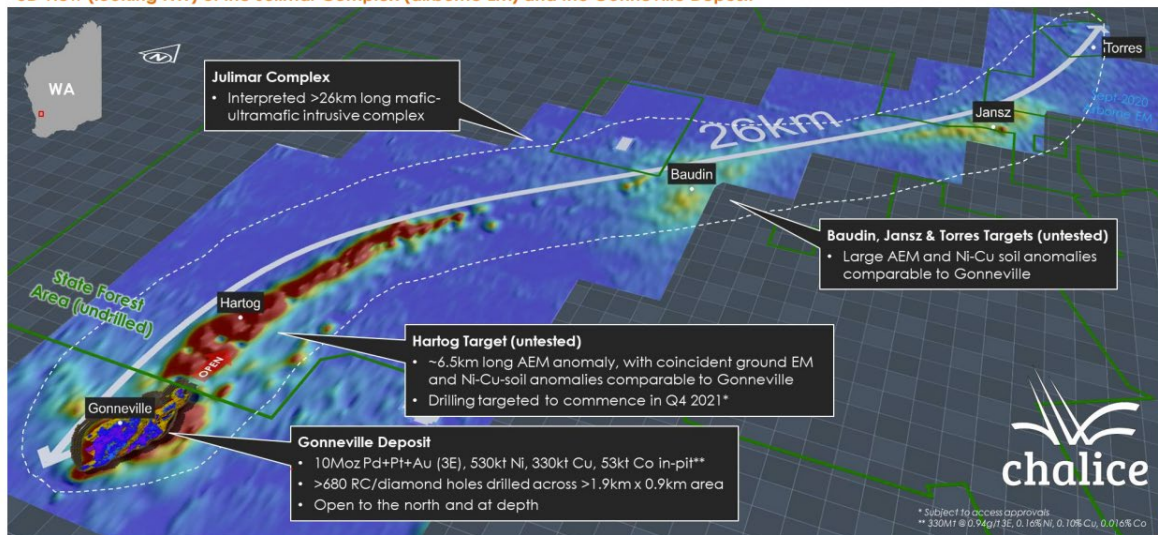 WA
N
Julimar Complex
• Interpreted >26km long mafic-
ultramafic intrusive complex
26km
Torres
Jansz
Baudin
Baudin, Jansz & Torres Targets (untested)
• Large AEM and Ni-Cu soil anomalies
comparable to Gonneville
State Forest
Area (undrilled)
Hartog
OPEN
Hartog Target (untested)
• ~6.5km long AEM anomaly, with coincident ground EM
and Ni-Cu-soil anomalies comparable to Gonneville
• Drilling targeted to commence in Q4 2021*
Gonneville
Gonneville Deposit
• 10Moz Pd+Pt+Au (3E), 530kt Ni, 330kt Cu, 53kt Co in-pit**
• >680 RC/diamond holes drilled across >1.9km x 0.9km area
• Open to the north and at depth
chalice
* Subject to access approvals
** 330Mt @ 0.94g/t 3E, 0.16% Ni, 0.10% Cu, 0.016% Co